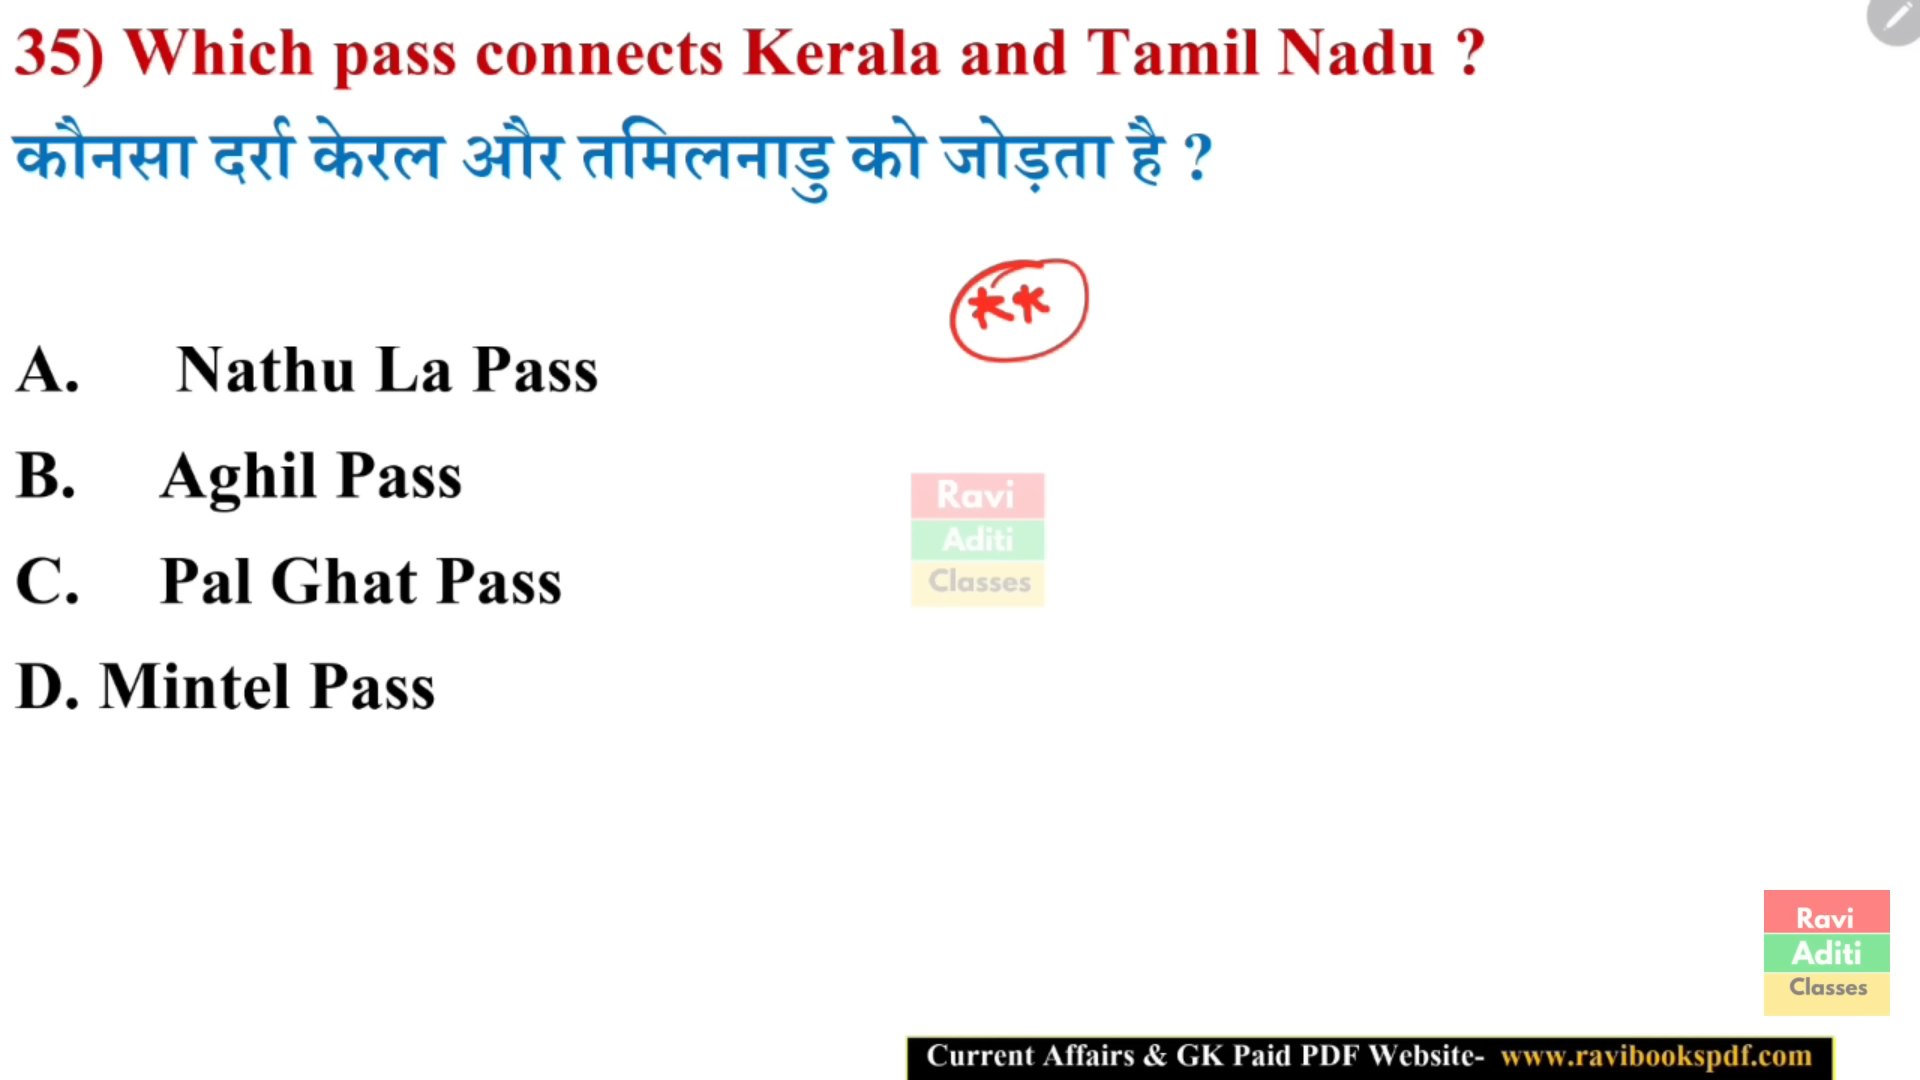 35) Which pass connects Kerala and Tamil Nadu ?
कौनसा दर्रा केरल और तमिलनाडु को जोड़ता है ?
A. Nathu La Pass
B. Aghil Pass
C. Pal Ghat Pass
D. Mintel Pass
Ravi
Aditi
Classes
Ravi
Aditi
Classes
Current Affairs & GK Paid PDF Website- www.ravibookspdf.com